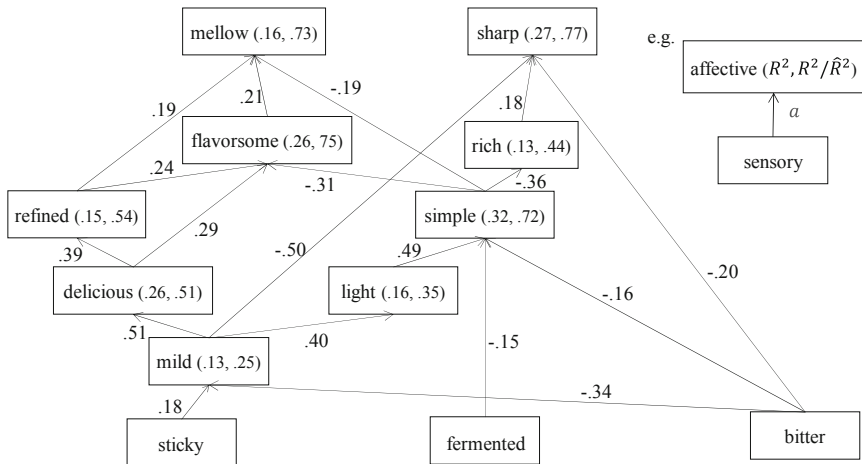 mellow (.16, .73)
sharp (.27, .77)
e.g.
affective (R², R²/R̂²)
.19
.21
-.19
.18
a
flavorsome (.26, 75)
rich (.13, .44)
sensory
.24
-.31
-.36
refined (.15, .54)
simple (.32, .72)
.39
.29
-.50
.49
-.20
delicious (.26, .51)
light (.16, .35)
-.16
.51
.40
-.15
mild (.13, .25)
-.34
.18
sticky
fermented
bitter